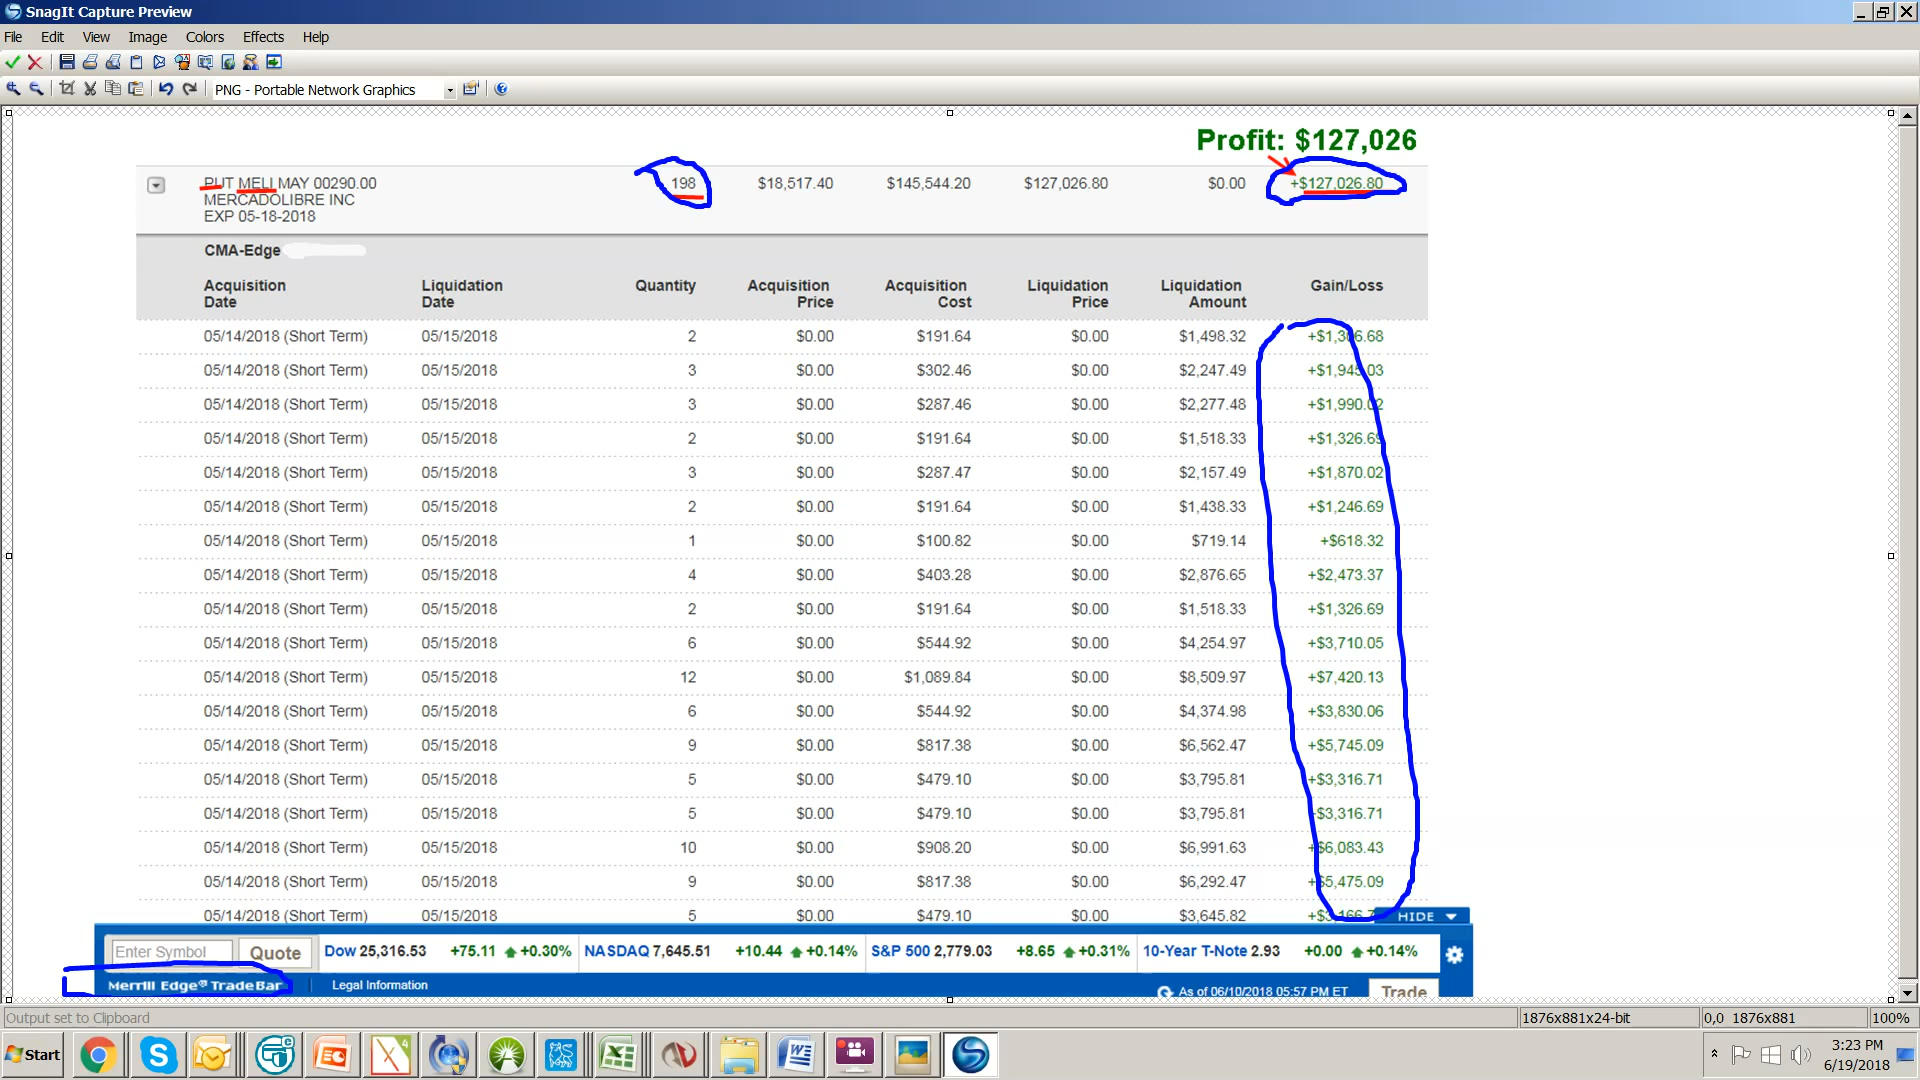 SnagIt Capture Preview
File Edit View Image Colors Effects Help
PNG - Portable Network Graphics
Profit: $127,026
PUT MELI MAY 00290.00 198 $18,517.40 $145,544.20 $127,026.80 $0.00 +$127,026.80
MERCADOLIBRE INC
EXP 05-18-2018
CMA-Edge
Acquisition Date Liquidation Date Quantity Acquisition Price Acquisition Cost Liquidation Price Liquidation Amount Gain/Loss
05/14/2018 (Short Term) 05/15/2018 2 $0.00 $191.64 $0.00 $1,498.32 +$1,306.68
05/14/2018 (Short Term) 05/15/2018 3 $0.00 $302.46 $0.00 $2,247.49 +$1,945.03
05/14/2018 (Short Term) 05/15/2018 3 $0.00 $287.46 $0.00 $2,277.48 +$1,990.02
05/14/2018 (Short Term) 05/15/2018 2 $0.00 $191.64 $0.00 $1,518.33 +$1,326.69
05/14/2018 (Short Term) 05/15/2018 3 $0.00 $287.47 $0.00 $2,157.49 +$1,870.02
05/14/2018 (Short Term) 05/15/2018 2 $0.00 $191.64 $0.00 $1,438.33 +$1,246.69
05/14/2018 (Short Term) 05/15/2018 1 $0.00 $100.82 $0.00 $719.14 +$618.32
05/14/2018 (Short Term) 05/15/2018 4 $0.00 $403.28 $0.00 $2,876.65 +$2,473.37
05/14/2018 (Short Term) 05/15/2018 2 $0.00 $191.64 $0.00 $1,518.33 +$1,326.69
05/14/2018 (Short Term) 05/15/2018 6 $0.00 $544.92 $0.00 $4,254.97 +$3,710.05
05/14/2018 (Short Term) 05/15/2018 12 $0.00 $1,089.84 $0.00 $8,509.97 +$7,420.13
05/14/2018 (Short Term) 05/15/2018 6 $0.00 $544.92 $0.00 $4,374.98 +$3,830.06
05/14/2018 (Short Term) 05/15/2018 9 $0.00 $817.38 $0.00 $6,562.47 +$5,745.09
05/14/2018 (Short Term) 05/15/2018 5 $0.00 $479.10 $0.00 $3,795.81 +$3,316.71
05/14/2018 (Short Term) 05/15/2018 5 $0.00 $479.10 $0.00 $3,795.81 +$3,316.71
05/14/2018 (Short Term) 05/15/2018 10 $0.00 $908.20 $0.00 $6,991.63 +$6,083.43
05/14/2018 (Short Term) 05/15/2018 9 $0.00 $817.38 $0.00 $6,292.47 +$5,475.09
05/14/2018 (Short Term) 05/15/2018 5 $0.00 $479.10 $0.00 $3,645.82
HIDE
Enter Symbol Quote Dow 25,316.53 +75.11 +0.30% NASDAQ 7,645.51 +10.44 +0.14% S&P 500 2,779.03 +8.65 +0.31% 10-Year T-Note 2.93 +0.00 +0.14%
Merrill Edge® TradeBar Legal Information As of 06/10/2018 05:57 PM ET Trade
Output set to Clipboard 1876x881x24-bit 0,0 1876x881 100%
Start 3:23 PM
6/19/2018